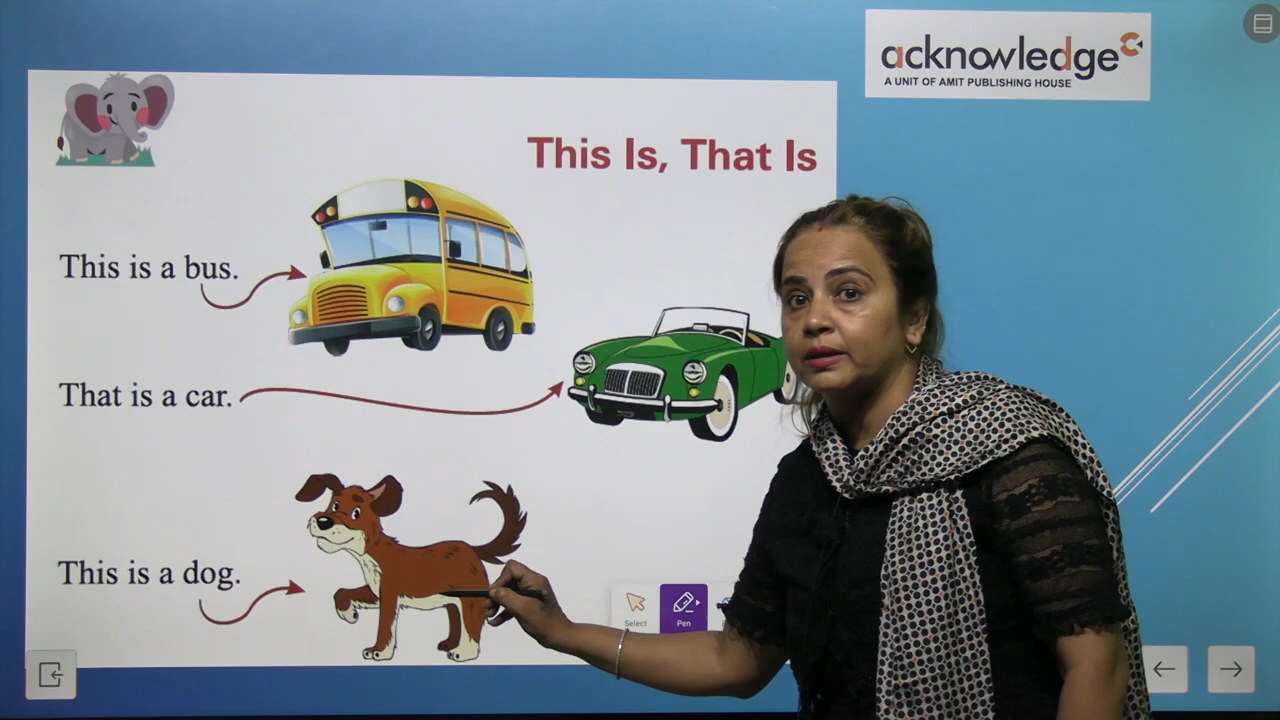 acknowledge
A UNIT OF AMIT PUBLISHING HOUSE
This Is, That Is
This is a bus.
That is a car.
This is a dog.
Select
Pen